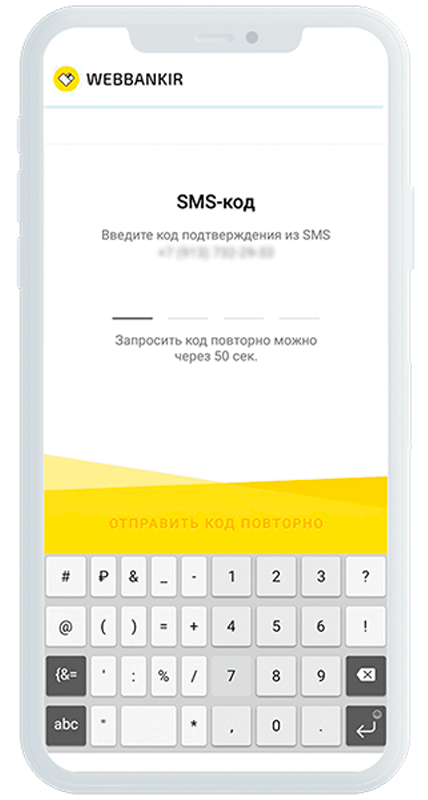 WEBBANKIR
SMS-код
Введите код подтверждения из SMS
Запросить код повторно можно
через 50 сек.
ОТПРАВИТЬ КОД ПОВТОРНО
# ₽ & _ - 1 2 3 ?
@ ( ) = + 4 5 6 !
{&= ' : % / 7 8 9
abc " * , 0 .